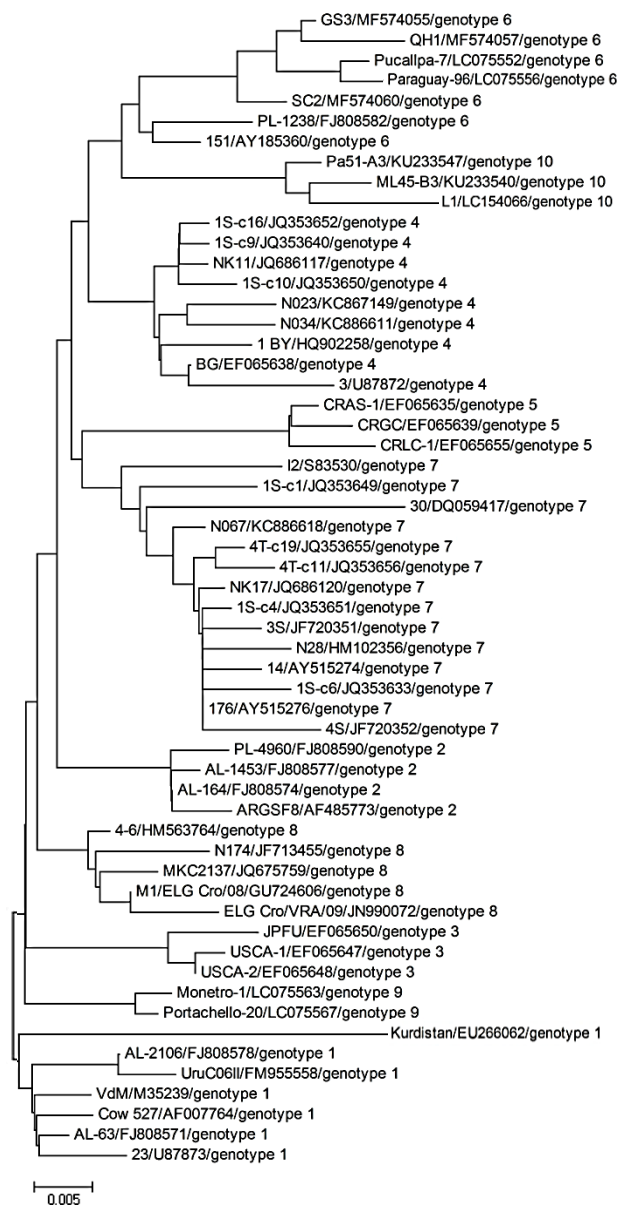 GS3/MF574055/genotype 6
QH1/MF574057/genotype 6
Pucallpa-7/LC075552/genotype 6
Paraguay-96/LC075556/genotype 6
SC2/MF574060/genotype 6
PL-1238/FJ808582/genotype 6
151/AY185360/genotype 6
Pa51-A3/KU233547/genotype 10
ML45-B3/KU233540/genotype 10
L1/LC154066/genotype 10
1S-c16/JQ353652/genotype 4
1S-c9/JQ353640/genotype 4
NK11/JQ686117/genotype 4
1S-c10/JQ353650/genotype 4
N023/KC867149/genotype 4
N034/KC886611/genotype 4
1 BY/HQ902258/genotype 4
BG/EF065638/genotype 4
3/U87872/genotype 4
CRAS-1/EF065635/genotype 5
CRGC/EF065639/genotype 5
CRLC-1/EF065655/genotype 5
I2/S83530/genotype 7
1S-c1/JQ353649/genotype 7
30/DQ059417/genotype 7
N067/KC886618/genotype 7
4T-c19/JQ353655/genotype 7
4T-c11/JQ353656/genotype 7
NK17/JQ686120/genotype 7
1S-c4/JQ353651/genotype 7
3S/JF720351/genotype 7
N28/HM102356/genotype 7
14/AY515274/genotype 7
1S-c6/JQ353633/genotype 7
176/AY515276/genotype 7
4S/JF720352/genotype 7
PL-4960/FJ808590/genotype 2
AL-1453/FJ808577/genotype 2
AL-164/FJ808574/genotype 2
ARGSF8/AF485773/genotype 2
4-6/HM563764/genotype 8
N174/JF713455/genotype 8
MKC2137/JQ675759/genotype 8
M1/ELG Cro/08/GU724606/genotype 8
ELG Cro/VRA/09/JN990072/genotype 8
JPFU/EF065650/genotype 3
USCA-1/EF065647/genotype 3
USCA-2/EF065648/genotype 3
Monetro-1/LC075563/genotype 9
Portachello-20/LC075567/genotype 9
Kurdistan/EU266062/genotype 1
AL-2106/FJ808578/genotype 1
UruC06II/FM955558/genotype 1
VdM/M35239/genotype 1
Cow 527/AF007764/genotype 1
AL-63/FJ808571/genotype 1
23/U87873/genotype 1
0.005